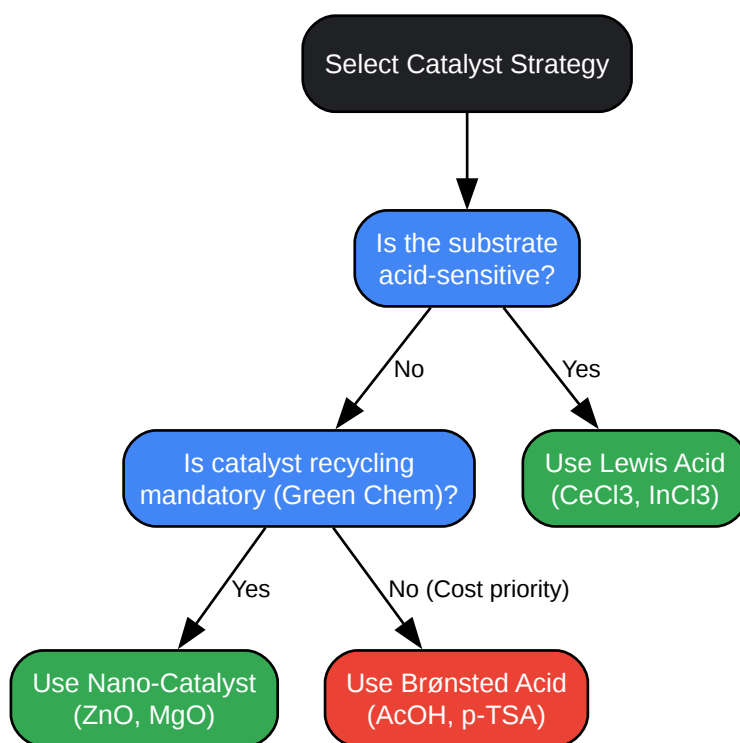 Select Catalyst Strategy
Is the substrate
acid-sensitive?
No
Yes
Is catalyst recycling
mandatory (Green Chem)?
Use Lewis Acid
(CeCl3, InCl3)
Yes
No (Cost priority)
Use Nano-Catalyst
(ZnO, MgO)
Use Brønsted Acid
(AcOH, p-TSA)